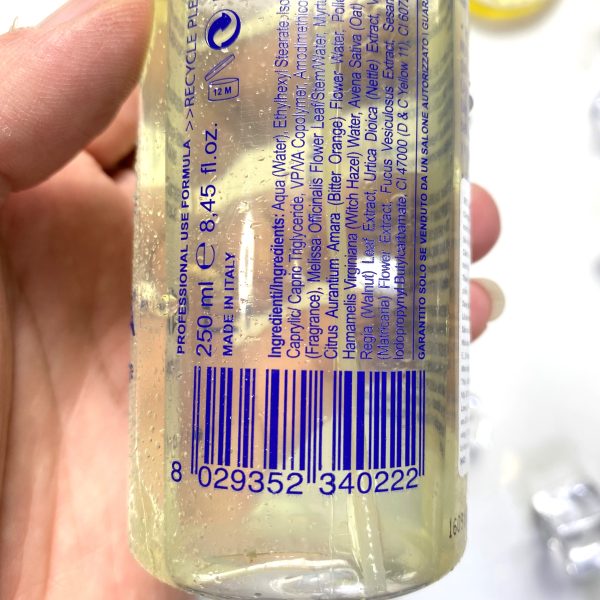 PROFESSIONAL USE FORMULA >>RECYCLE PLE
250 ml e 8,45 fl.oz.
12 M
MADE IN ITALY
Ingredienti/Ingredients: Aqua (Water), Ethylhexyl Stearate, Iso
Caprylic/ Capric Triglyceride, VP/VA Copolymer, Amodimethico
(Fragrance), Melissa Officinalis Flower Leaf/Stem Water, Myrt
Citrus Aurantium Amara (Bitter Orange) Flower Water, Polle
Hamamelis Virginiana (Witch Hazel) Water, Avena Sativa (Oat)
Regia (Walnut) Leaf Extract, Urtica Dioica (Nettle) Extract, V
(Matricaria) Flower Extract, Fucus Vesiculosus Extract, Sesam
Iodopropynyl Butylcarbamate, CI 47000 (D & C Yellow 11), CI 607
GARANTITO SOLO SE VENDUTO DA UN SALONE AUTORIZZATO | GUAR
8 029352 340222